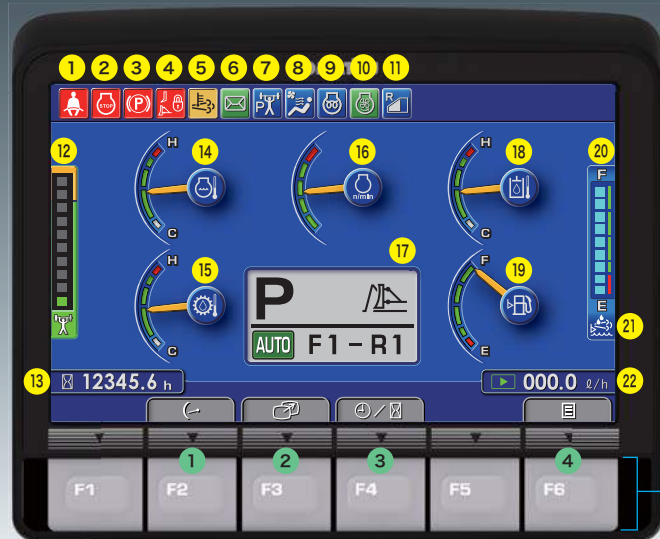 1 2 3 4 5 6 7 8 9 10 11
STOP (P) P R
12 14 16 18 20
H H F
n/min
C C
15 17 19 21
H F E
P
AUTO F1-R1
C E
13 12345.6 h 000.0 ℓ/h 22
1 2 3 4
F1 F2 F3 F4 F5 F6